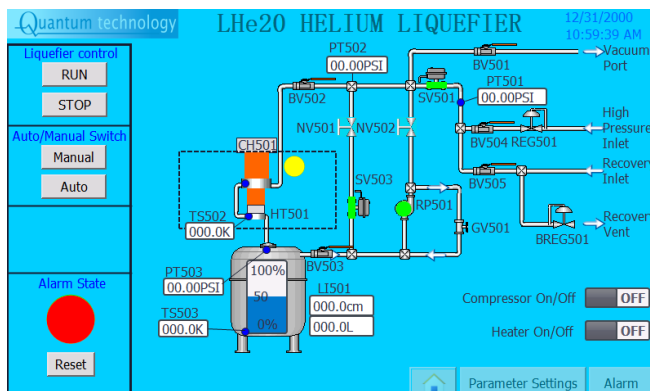 Quantum technology
LHe20 HELIUM LIQUEFIER
12/31/2000
10:59:39 AM
Liquefier control
RUN
STOP
Auto/Manual Switch
Manual
Auto
Alarm State
Reset
PT502
00.00PSI
BV501
Vacuum
Port
BV502
SV501
PT501
00.00PSI
NV501
NV502
High
Pressure
Inlet
BV504
REG501
CH501
BV505
Recovery
Inlet
SV503
TS502
000.0K
HT501
RP501
GV501
BREG501
Recovery
Vent
PT503
00.00PSI
100%
50
0%
BV503
LI501
000.0cm
000.0L
TS503
000.0K
Compressor On/Off
OFF
Heater On/Off
OFF
Parameter Settings
Alarm